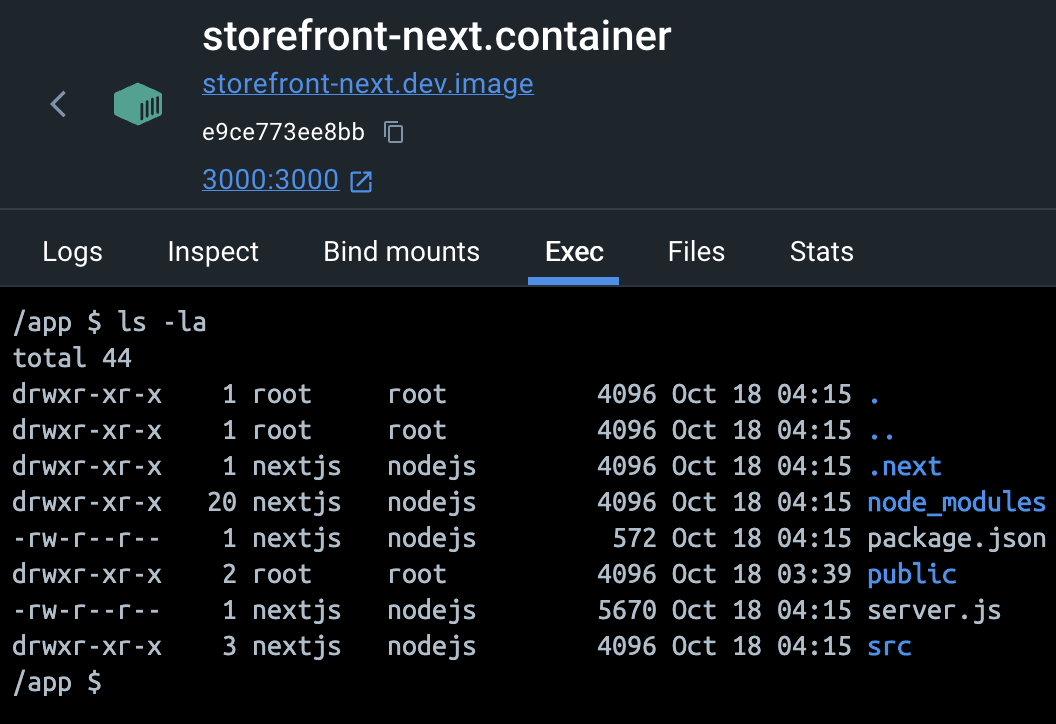 storefront-next.container
storefront-next.dev.image
e9ce773ee8bb
3000:3000
Logs Inspect Bind mounts Exec Files Stats
/app $ ls -la
total 44
drwxr-xr-x    1 root     root          4096 Oct 18 04:15 .
drwxr-xr-x    1 root     root          4096 Oct 18 04:15 ..
drwxr-xr-x    1 nextjs   nodejs        4096 Oct 18 04:15 .next
drwxr-xr-x   20 nextjs   nodejs        4096 Oct 18 04:15 node_modules
-rw-r--r--    1 nextjs   nodejs         572 Oct 18 04:15 package.json
drwxr-xr-x    2 root     root          4096 Oct 18 03:39 public
-rw-r--r--    1 nextjs   nodejs        5670 Oct 18 04:15 server.js
drwxr-xr-x    3 nextjs   nodejs        4096 Oct 18 04:15 src
/app $